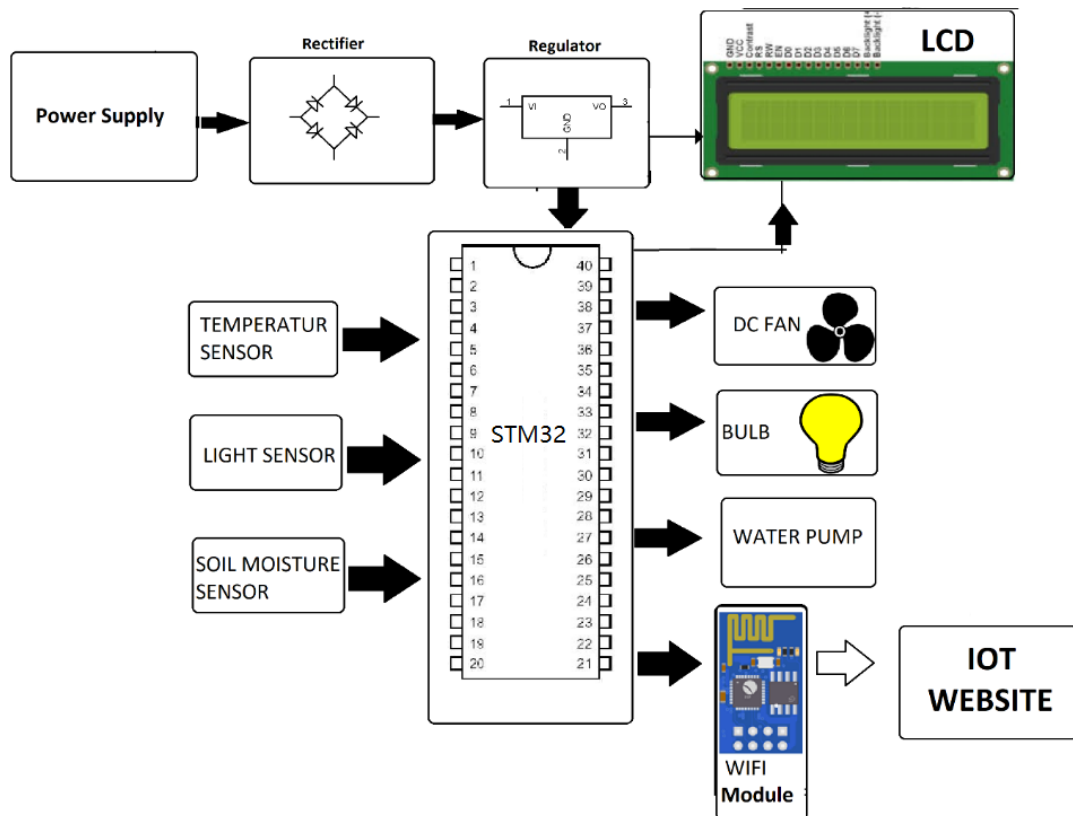 Power Supply
Rectifier
Regulator
1 VI VO 3
GND
2
GND
VCC
Contrast
RS
RW
EN
D0
D1
D2
D3
D4
D5
D6
D7
Backlight (+
Backlight (-
LCD
TEMPERATUR
SENSOR
LIGHT SENSOR
SOIL MOISTURE
SENSOR
STM32
1 40
2 39
3 38
4 37
5 36
6 35
7 34
8 33
9 32
10 31
11 30
12 29
13 28
14 27
15 26
16 25
17 24
18 23
19 22
20 21
DC FAN
BULB
WATER PUMP
WIFI
Module
IOT
WEBSITE